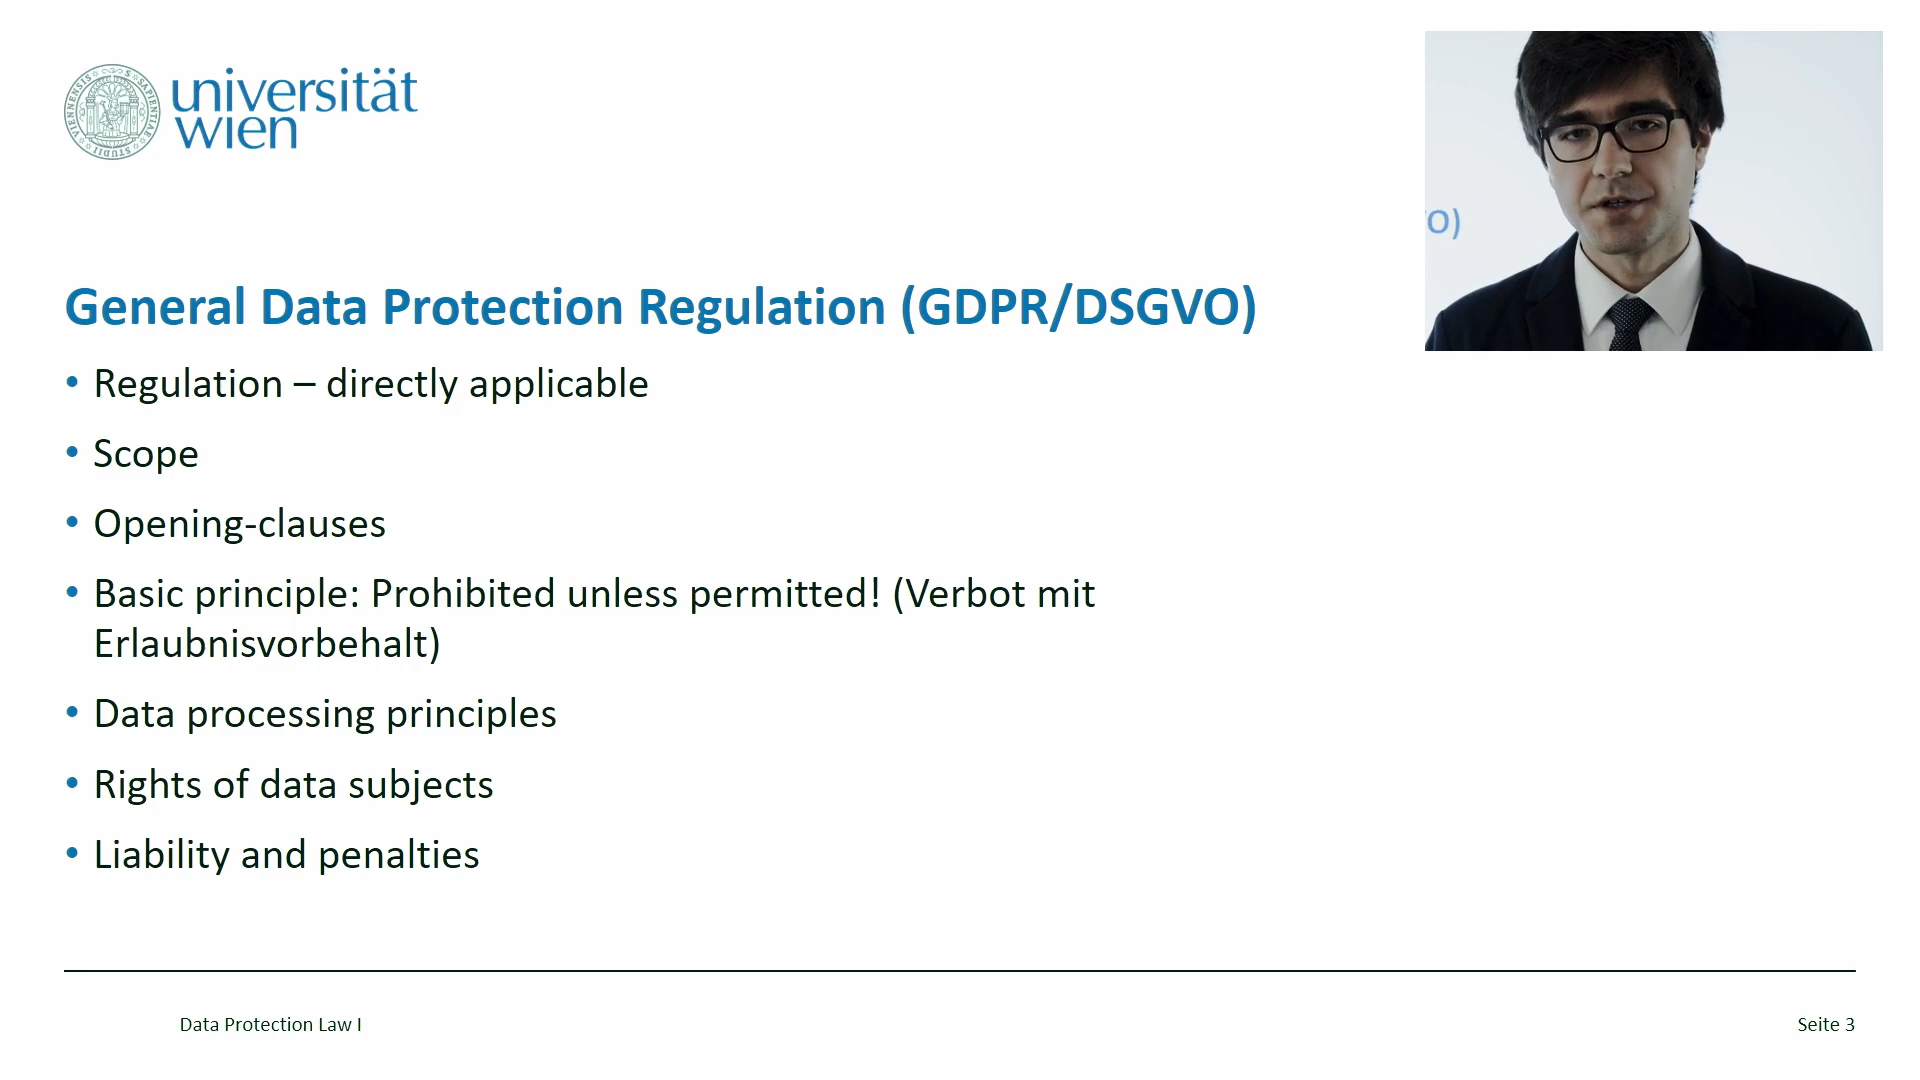 universität
wien
General Data Protection Regulation (GDPR/DSGVO)
• Regulation – directly applicable
• Scope
• Opening-clauses
• Basic principle: Prohibited unless permitted! (Verbot mit
Erlaubnisvorbehalt)
• Data processing principles
• Rights of data subjects
• Liability and penalties
VO)
Data Protection Law I
Seite 3